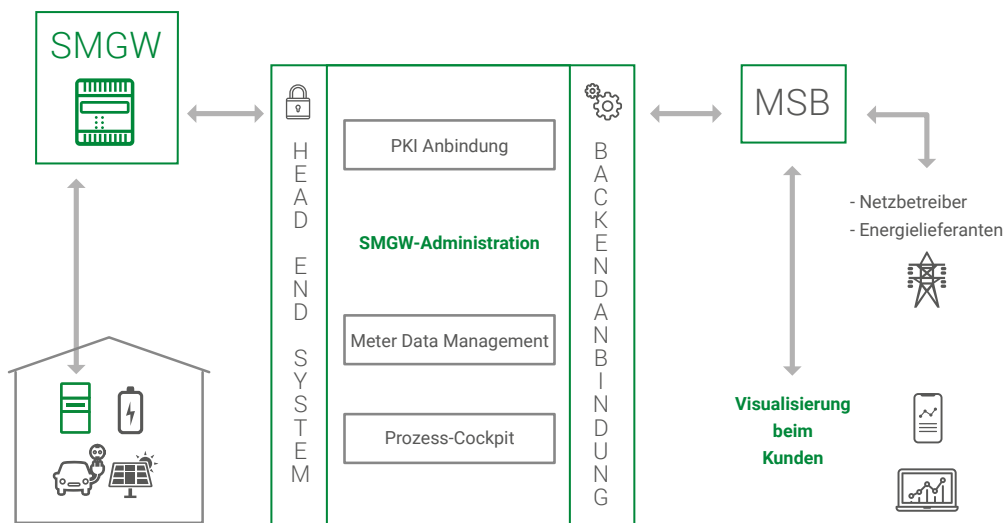 SMGW
HEAD END SYSTEM
PKI Anbindung
SMGW-Administration
Meter Data Management
Prozess-Cockpit
BACKENDANBINDUNG
MSB
- Netzbetreiber
- Energielieferanten
Visualisierung
beim
Kunden